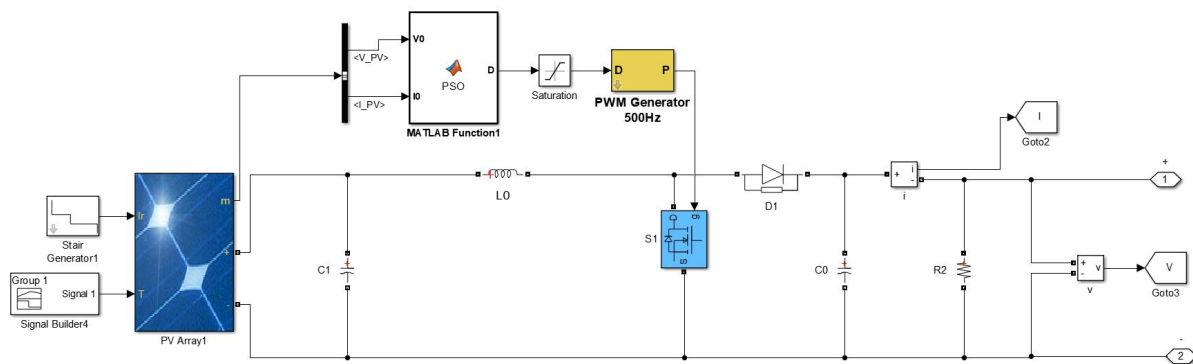 <V_PV>
<I_PV>
V0
I0
PSO
D
MATLAB Function1
Saturation
D
P
PWM Generator
500Hz
I
Goto2
i
-
+
i
+
1
L0
D1
g
D
S
S1
m
Ir
T
+
-
PV Array1
Stair
Generator1
Group 1
Signal 1
Signal Builder4
C1
+
C0
+
R2
+
+
-
v
v
V
Goto3
-
2